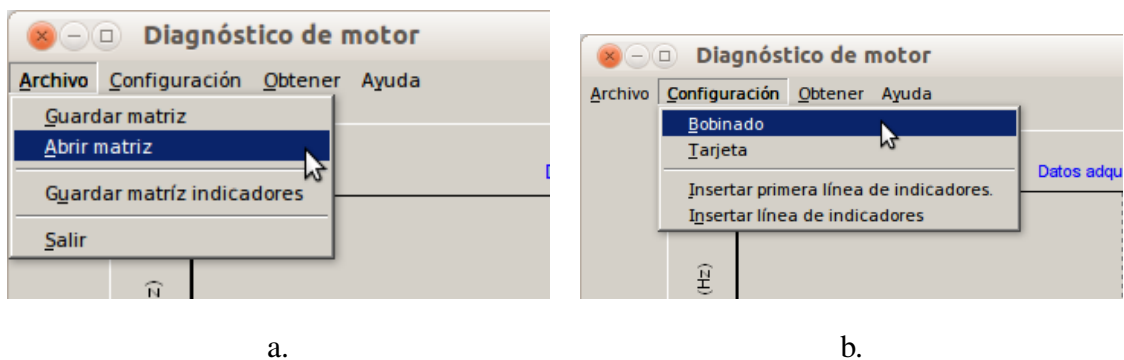 Diagnóstico de motor
Archivo Configuración Obtener Ayuda
Guardar matriz
Abrir matriz
Guardar matríz indicadores
Salir
a.
Diagnóstico de motor
Archivo Configuración Obtener Ayuda
Bobinado
Tarjeta
Datos adqu
Insertar primera línea de indicadores.
Insertar línea de indicadores
(Hz)
b.